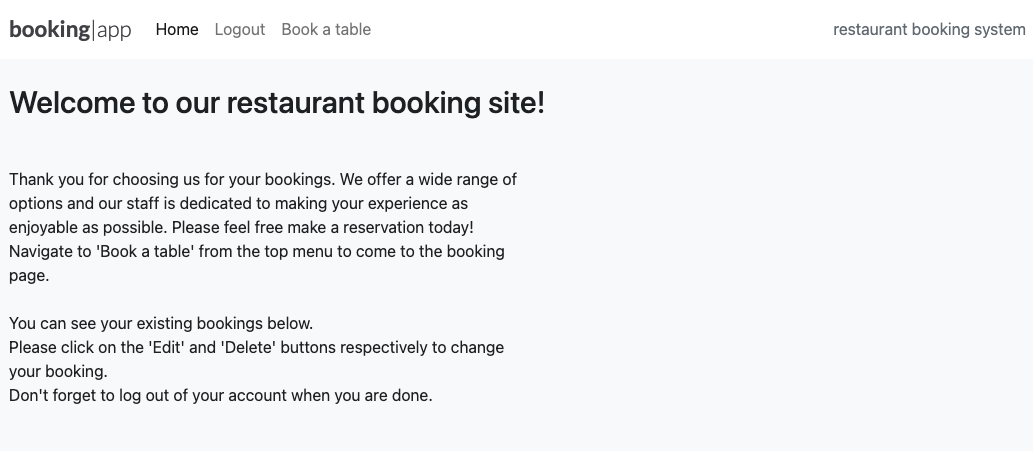 booking|app Home Logout Book a table restaurant booking system
Welcome to our restaurant booking site!
Thank you for choosing us for your bookings. We offer a wide range of
options and our staff is dedicated to making your experience as
enjoyable as possible. Please feel free make a reservation today!
Navigate to 'Book a table' from the top menu to come to the booking
page.
You can see your existing bookings below.
Please click on the 'Edit' and 'Delete' buttons respectively to change
your booking.
Don't forget to log out of your account when you are done.